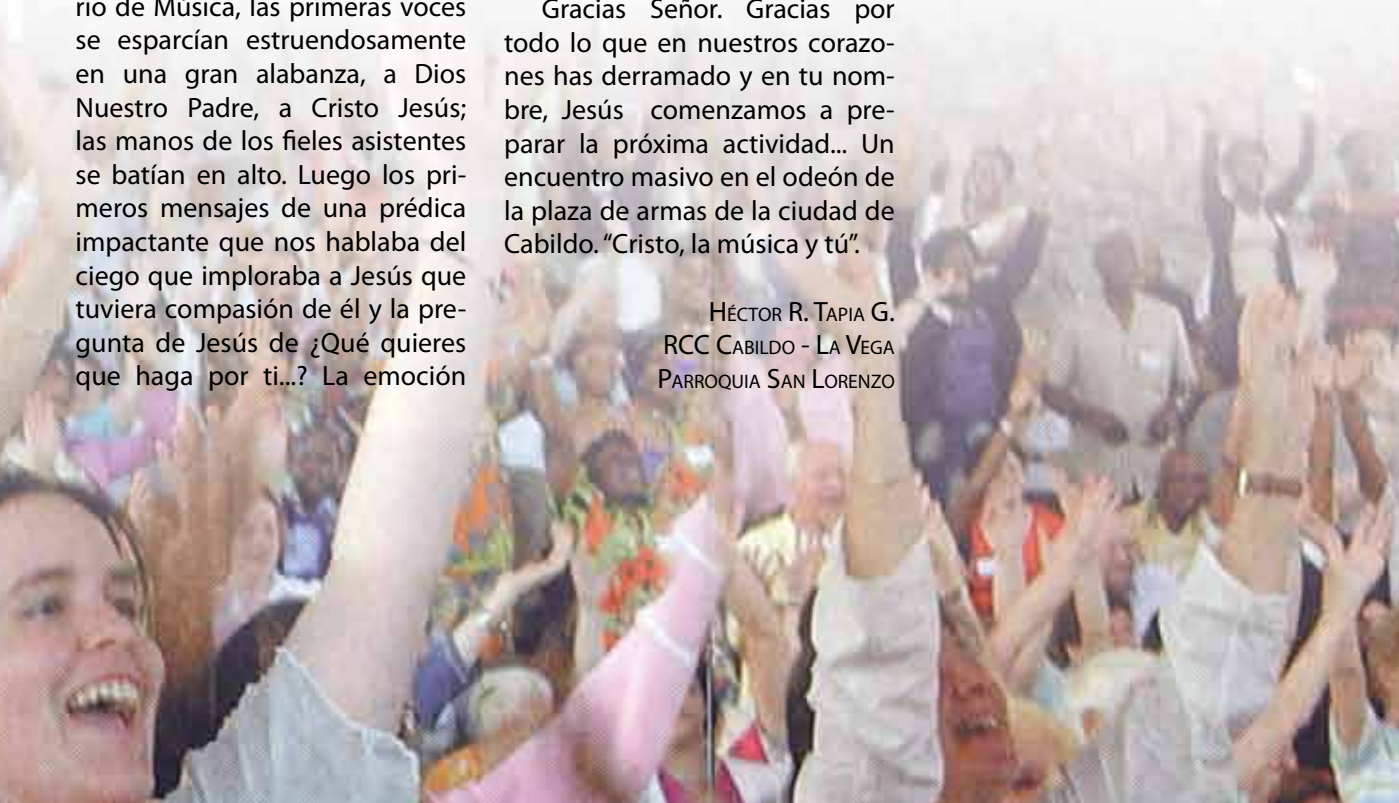 rio de Música, las primeras voces
se esparcían estruendosamente
en una gran alabanza, a Dios
Nuestro Padre, a Cristo Jesús;
las manos de los fieles asistentes
se batían en alto. Luego los pri-
meros mensajes de una prédica
impactante que nos hablaba del
ciego que imploraba a Jesús que
tuviera compasión de él y la pre-
gunta de Jesús de ¿Qué quieres
que haga por ti...? La emoción
Gracias Señor. Gracias por
todo lo que en nuestros corazo-
nes has derramado y en tu nom-
bre, Jesús comenzamos a pre-
parar la próxima actividad... Un
encuentro masivo en el odeón de
la plaza de armas de la ciudad de
Cabildo. “Cristo, la música y tú”.
Héctor R. Tapia G.
RCC Cabildo - La Vega
Parroquia San Lorenzo